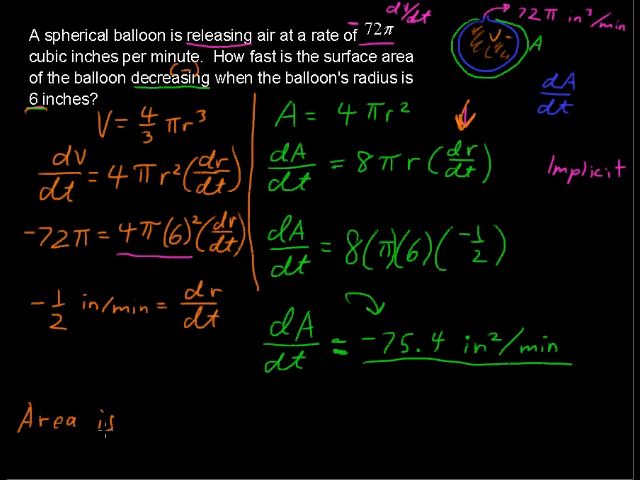 dv/dt
A spherical balloon is releasing air at a rate of -72π
cubic inches per minute. How fast is the surface area
(-)
of the balloon decreasing when the balloon's radius is
6 inches?
72π in³/min
V -
A
dA/dt
V = 4/3 πr³
dv/dt = 4πr²(dr/dt)
-72π = 4π(6)²(dr/dt)
-1/2 in/min = dr/dt
A = 4πr²
dA/dt = 8πr(dr/dt)
Implicit
dA/dt = 8(π)(6)(-1/2)
dA/dt = -75.4 in²/min
Area is